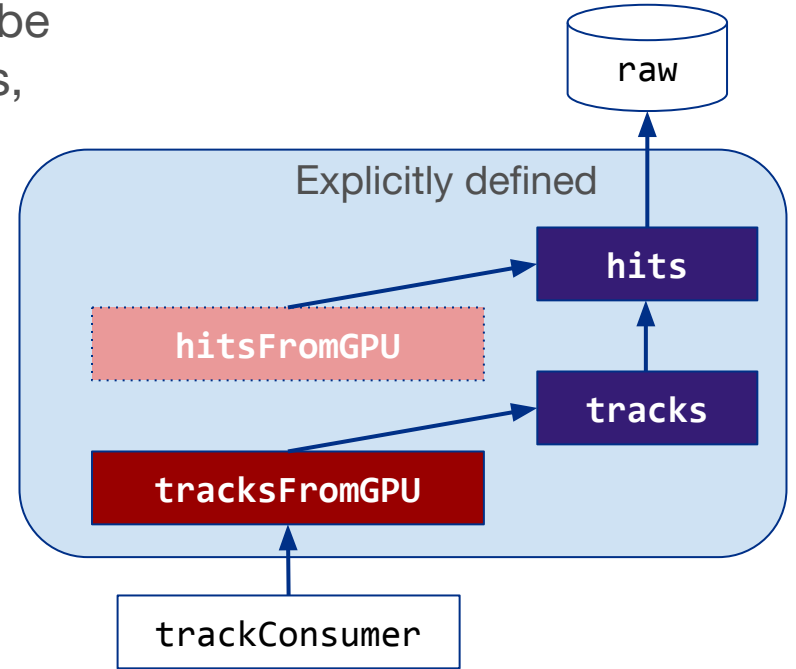 be
s,
raw
Explicitly defined
hits
hitsFromGPU
tracks
tracksFromGPU
trackConsumer